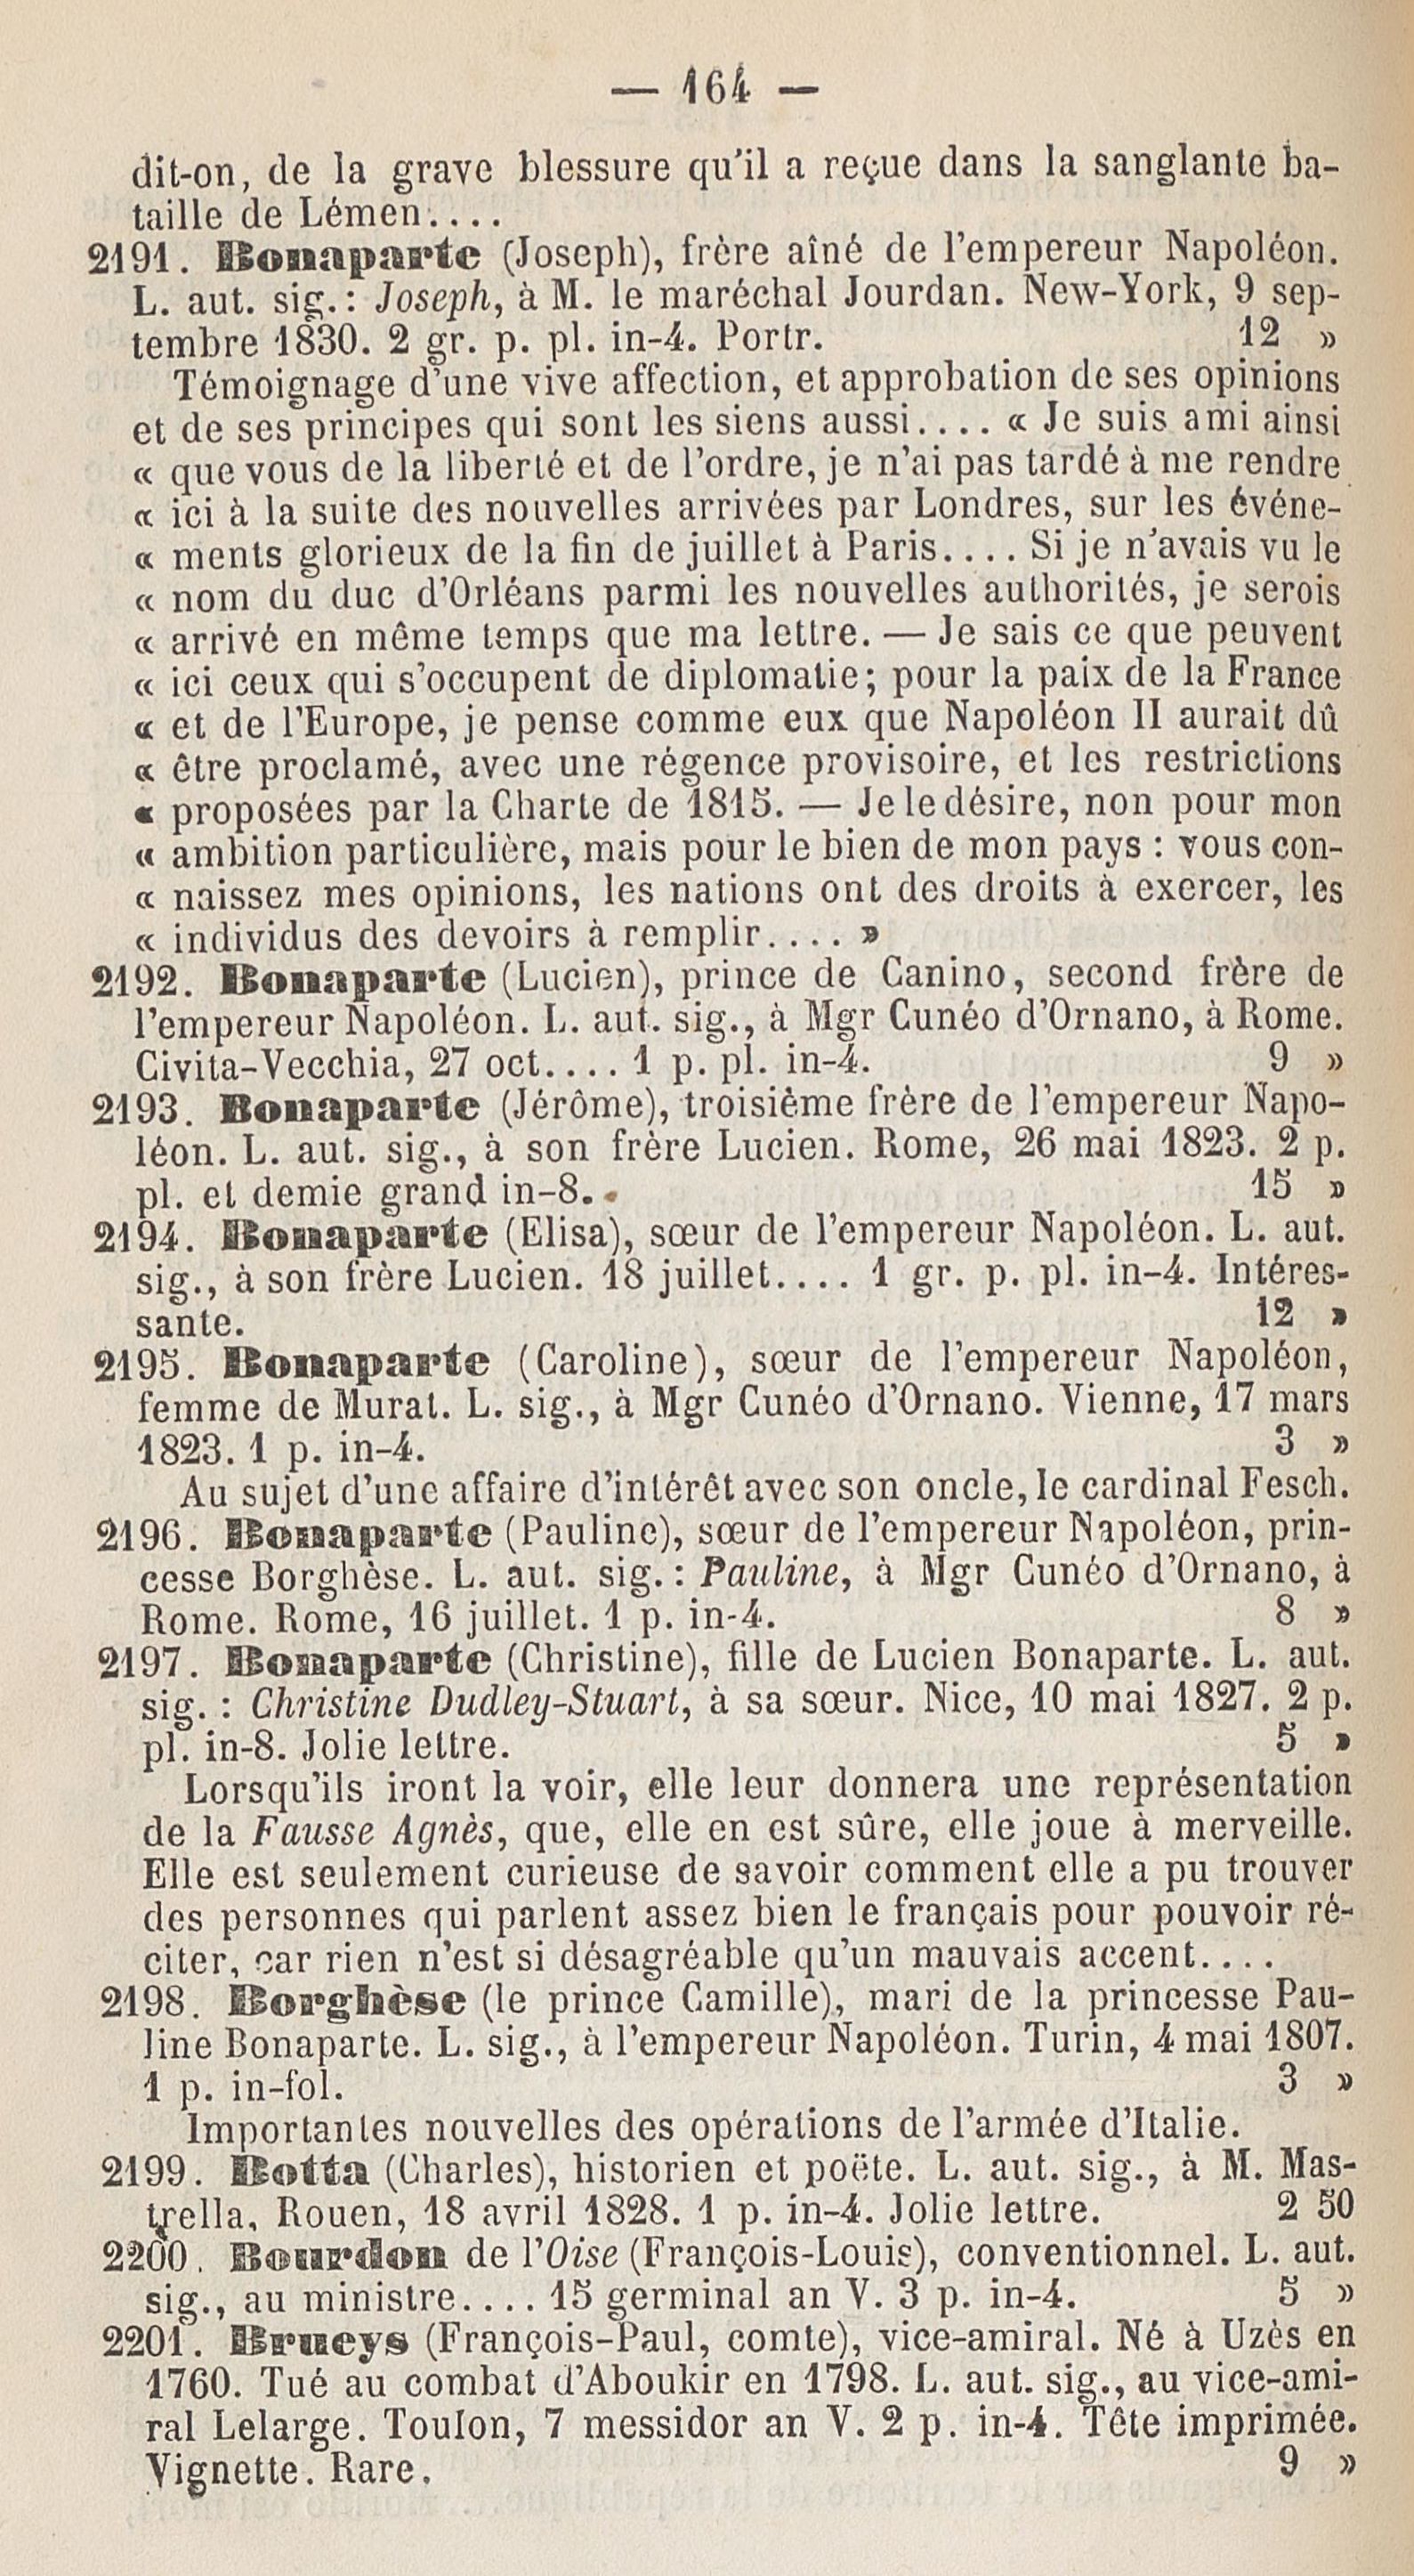 — 164 —
dit-on, de la grave blessure qu'il a reçue dans la sanglante ba-
taille de Lémen....
2191. Bonaparte (Joseph), frère aîné de l'empereur Napoléon.
L. aut. sig.: Joseph, à M. le maréchal Jourdan. New-York, 9 sep-
tembre 1830. 2 gr. p. pl. in-4. Portr. 12 »
Témoignage d'une vive affection, et approbation de ses opinions
et de ses principes qui sont les siens aussi.... « Je suis ami ainsi
« que vous de la liberté et de l'ordre, je n'ai pas tardé à me rendre
« ici à la suite des nouvelles arrivées par Londres, sur les événe-
« ments glorieux de la fin de juillet à Paris.... Si je n'avais vu le
« nom du duc d'Orléans parmi les nouvelles authorités, je serois
« arrivé en même temps que ma lettre. — Je sais ce que peuvent
« ici ceux qui s'occupent de diplomatie; pour la paix de la France
« et de l'Europe, je pense comme eux que Napoléon II aurait dû
« être proclamé, avec une régence provisoire, et les restrictions
« proposées par la Charte de 1815. — Je le désire, non pour mon
« ambition particulière, mais pour le bien de mon pays : vous con-
« naissez mes opinions, les nations ont des droits à exercer, les
« individus des devoirs à remplir.... »
2192. Bonaparte (Lucien), prince de Canino, second frère de
l'empereur Napoléon. L. aut. sig., à Mgr Cunéo d'Ornano, à Rome.
Civita-Vecchia, 27 oct.... 1 p. pl. in-4. 9 »
2193. Bonaparte (Jérôme), troisième frère de l'empereur Napo-
léon. L. aut. sig., à son frère Lucien. Rome, 26 mai 1823. 2 p.
pl. et demie grand in-8. 15 »
2194. Bonaparte (Elisa), sœur de l'empereur Napoléon. L. aut.
sig., à son frère Lucien. 18 juillet.... 1 gr. p. pl. in-4. Intéres-
sante. 12 »
2195. Bonaparte (Caroline), sœur de l'empereur Napoléon,
femme de Murat. L. sig., à Mgr Cunéo d'Ornano. Vienne, 17 mars
1823. 1 p. in-4. 3 »
Au sujet d'une affaire d'intérêt avec son oncle, le cardinal Fesch.
2196. Bonaparte (Pauline), sœur de l'empereur Napoléon, prin-
cesse Borghèse. L. aut. sig.: Pauline, à Mgr Cunéo d'Ornano, à
Rome. Rome, 16 juillet. 1 p. in-4. 8 »
2197. Bonaparte (Christine), fille de Lucien Bonaparte. L. aut.
sig. : Christine Dudley-Stuart, à sa sœur. Nice, 10 mai 1827. 2 p.
pl. in-8. Jolie lettre. 5 »
Lorsqu'ils iront la voir, elle leur donnera une représentation
de la Fausse Agnès, que, elle en est sûre, elle joue à merveille.
Elle est seulement curieuse de savoir comment elle a pu trouver
des personnes qui parlent assez bien le français pour pouvoir ré-
citer, car rien n'est si désagréable qu'un mauvais accent....
2198. Borghèse (le prince Camille), mari de la princesse Pau-
line Bonaparte. L. sig., à l'empereur Napoléon. Turin, 4 mai 1807.
1 p. in-fol. 3 »
Importantes nouvelles des opérations de l'armée d'Italie.
2199. Botta (Charles), historien et poëte. L. aut. sig., à M. Mas-
trella, Rouen, 18 avril 1828. 1 p. in-4. Jolie lettre. 2 50
2200. Bourdon de l'Oise (François-Louis), conventionnel. L. aut.
sig., au ministre.... 15 germinal an V. 3 p. in-4. 5 »
2201. Brueys (François-Paul, comte), vice-amiral. Né à Uzès en
1760. Tué au combat d'Aboukir en 1798. L. aut. sig., au vice-ami-
ral Lelarge. Toulon, 7 messidor an V. 2 p. in-4. Tête imprimée.
Vignette. Rare. 9 »